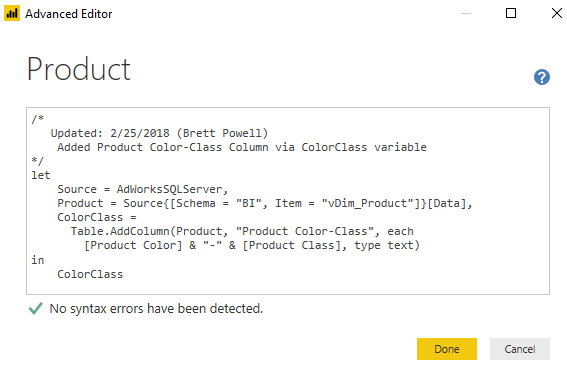 Advanced Editor
Product
/*
   Updated: 2/25/2018 (Brett Powell)
    Added Product Color-Class Column via ColorClass variable
*/
let
    Source = AdWorksSQLServer,
    Product = Source{[Schema = "BI", Item = "vDim_Product"]}[Data],
    ColorClass =
      Table.AddColumn(Product, "Product Color-Class", each
        [Product Color] & "-" & [Product Class], type text)
in
    ColorClass
No syntax errors have been detected.
Done
Cancel